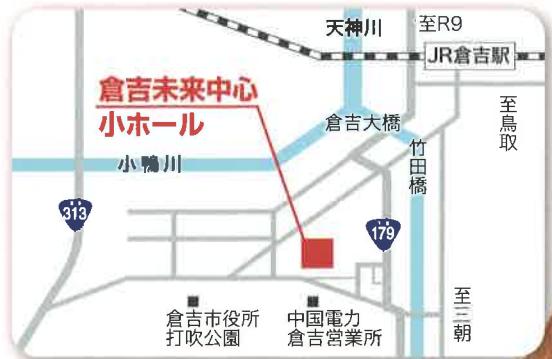 天神川
至R9
JR倉吉駅
倉吉未来中心
小ホール
倉吉大橋
至鳥取
竹田橋
小鴨川
313
179
倉吉市役所
打吹公園
中国電力
倉吉営業所
至三朝